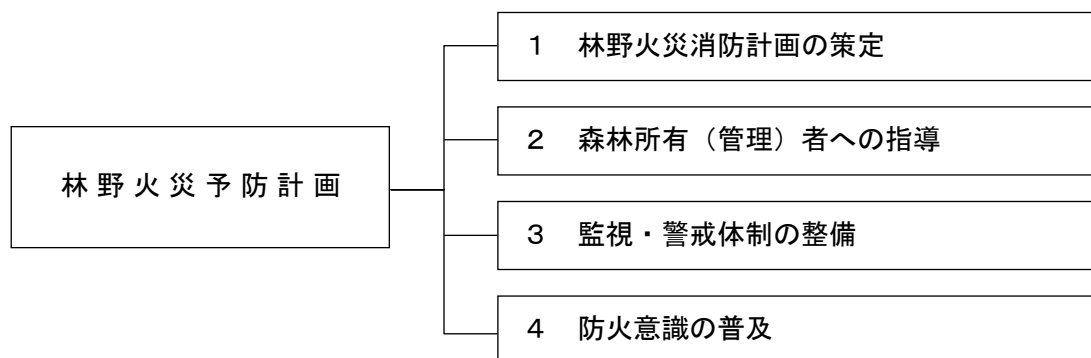 林野火災予防計画
１　林野火災消防計画の策定
２　森林所有（管理）者への指導
３　監視・警戒体制の整備
４　防火意識の普及